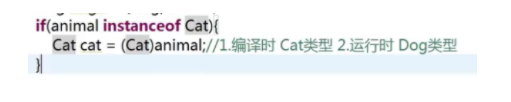 if(animal instanceof Cat){
Cat cat = (Cat)animal;//1.编译时 Cat类型 2.运行时 Dog类型
}